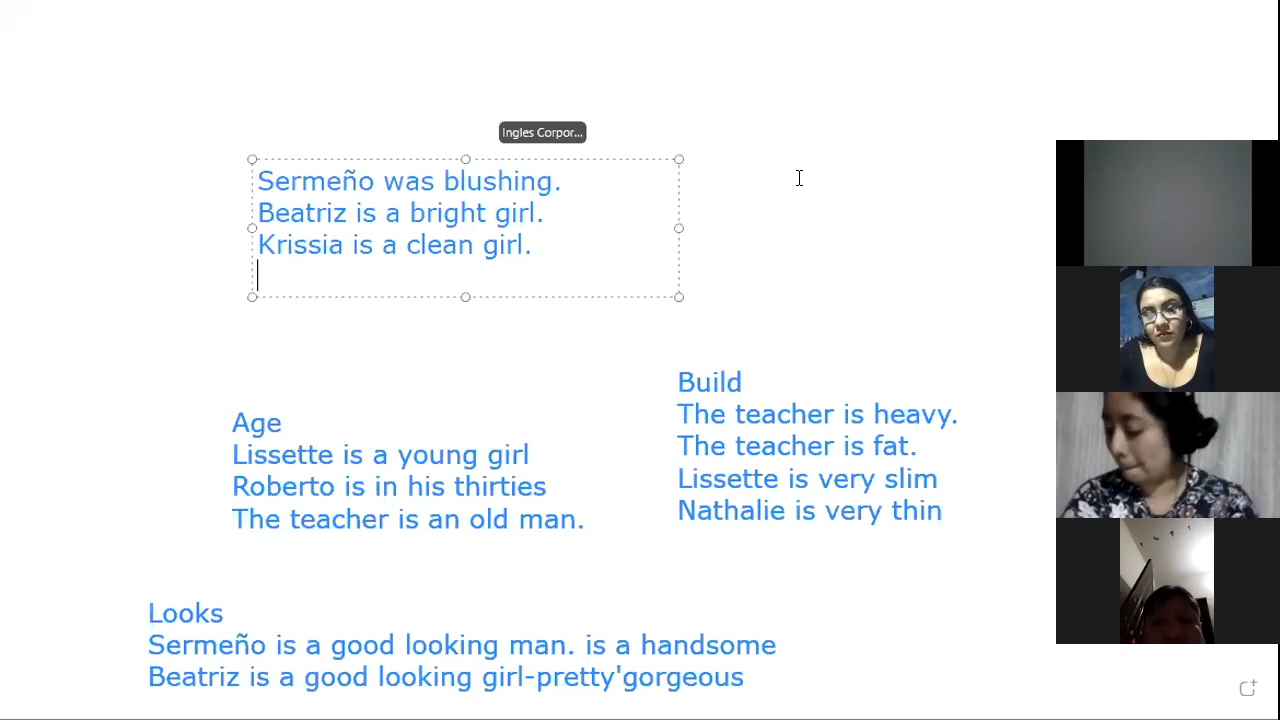 Ingles Corpor...
Sermeño was blushing.
Beatriz is a bright girl.
Krissia is a clean girl.
Age
Lissette is a young girl
Roberto is in his thirties
The teacher is an old man.
Build
The teacher is heavy.
The teacher is fat.
Lissette is very slim
Nathalie is very thin
Looks
Sermeño is a good looking man. is a handsome
Beatriz is a good looking girl-pretty'gorgeous